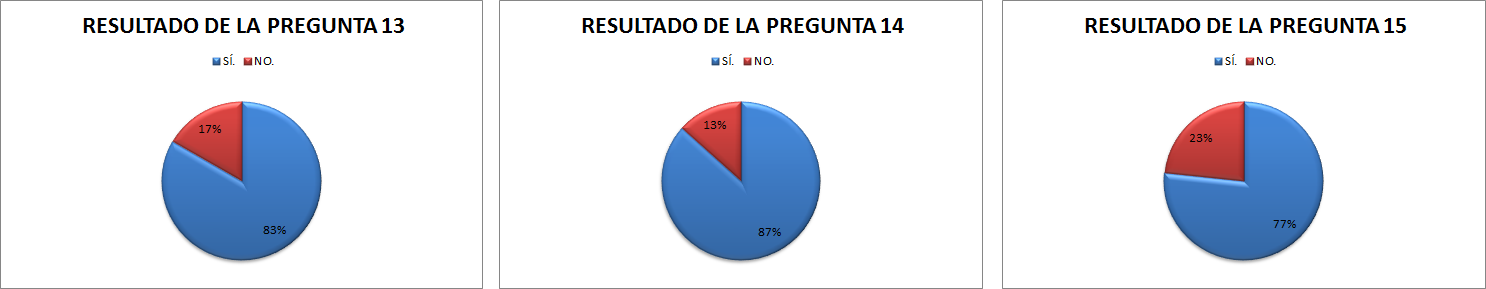 RESULTADO DE LA PREGUNTA 13
SÍ. NO.
17%
83%
RESULTADO DE LA PREGUNTA 14
SÍ. NO.
13%
87%
RESULTADO DE LA PREGUNTA 15
SÍ. NO.
23%
77%